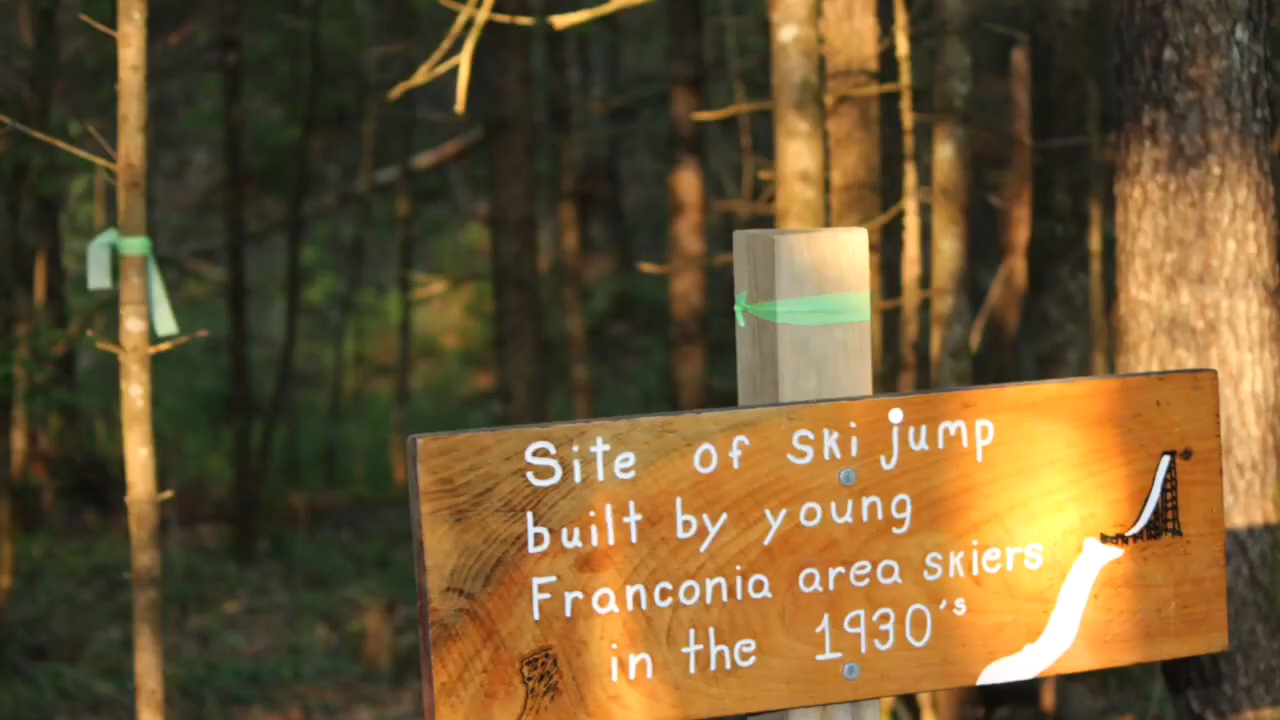 Site of Ski jump
built by young
Franconia area skiers
in the 1930's